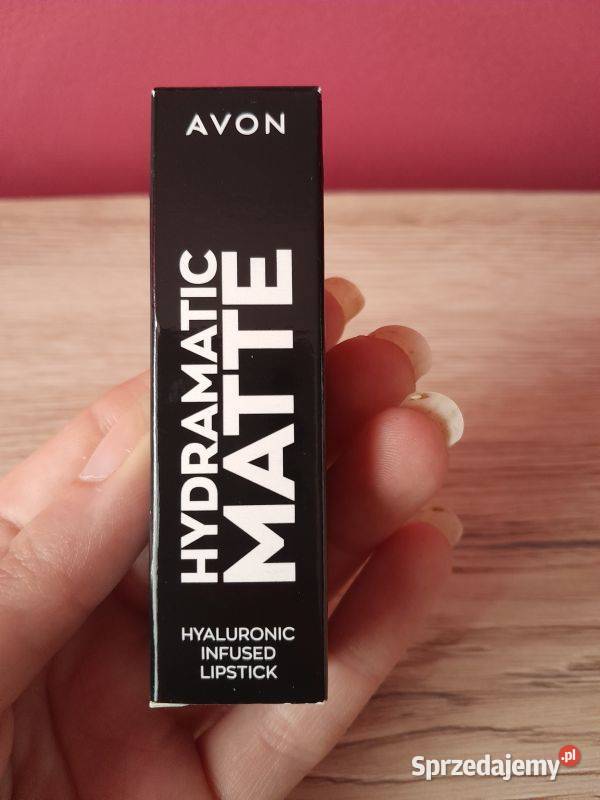 AVON
HYDRAMATIC
MATTE
HYALURONIC
INFUSED
LIPSTICK
Sprzedajemy.pl